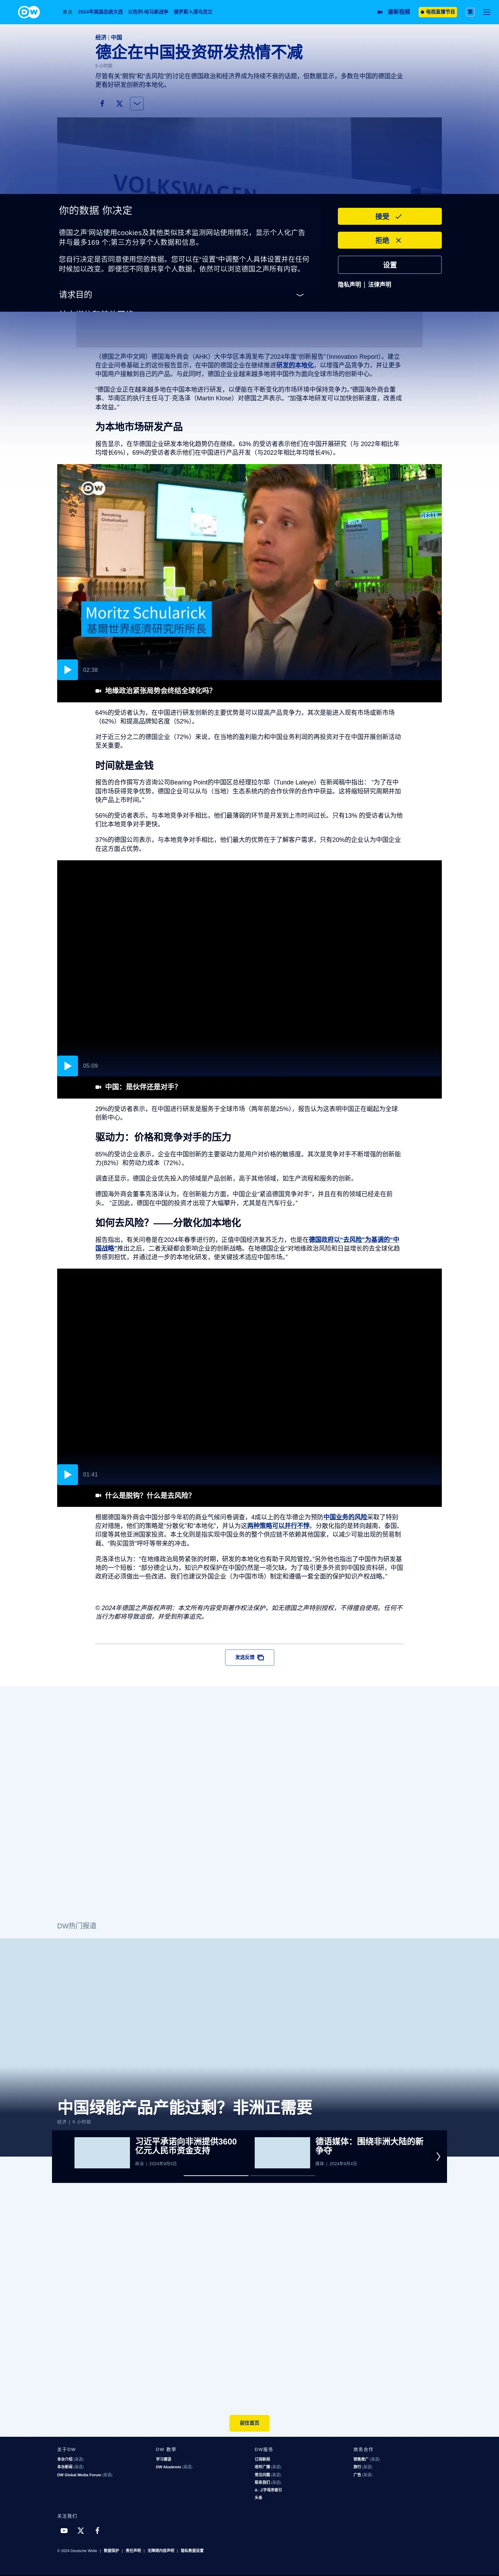 DW
焦点
2024年美国总统大选
以色列-哈马斯战争
俄罗斯入侵乌克兰
最新视频
电视直播节目
繁
经济 | 中国
德企在中国投资研发热情不减
尽管有关“脱钩”和“去风险”的讨论在德国政治和经济界成为持续不衰的话题，但数据显示，多数在中国的德国企业
更看好研发创新的本地化。
VOLKSWAGEN
你的数据 你决定
德国之声网站使用cookies及其他类似技术监测网站使用情况，显示个人化广告
并与最多169 个;第三方分享个人数据和信息。
您自行决定是否同意使用您的数据。您可以在“设置”中调整个人具体设置并在任何
时候加以改变。即便您不同意共享个人数据，依然可以浏览德国之声所有内容。
请求目的
接受
拒绝
设置
隐私声明 | 法律声明
（德国之声中文网）德国海外商会（AHK）大中华区本周发布了2024年度“创新报告”（Innovation Report）。建立
在企业问卷基础上的这份报告显示，在中国的德国企业在继续推进研发的本地化，以增强产品竞争力，并让更多
中国用户接触到自己的产品。与此同时，德国企业业越来越多地将中国作为面向全球市场的创新中心。
“德国企业正在越来越多地在中国本地进行研发，以便能在不断变化的市场环境中保持竞争力。”德国海外商会董
事、华南区的执行主任马丁·克洛泽（Martin Klose）对德国之声表示。“加强本地研发可以加快创新速度，改善成
本效益。”
为本地市场研发产品
报告显示，在华德国企业研发本地化趋势仍在继续。63% 的受访者表示他们在中国开展研究（与 2022年相比年
均增长6%），69%的受访者表示他们在中国进行产品开发（与2022年相比年均增长4%）。
DW
Remaking Globalization!
Moritz Schularick
基爾世界經濟研究所所長
02:38
地缘政治紧张局势会终结全球化吗？
64%的受访者认为，在中国进行研发创新的主要优势是可以提高产品竞争力，其次是能进入现有市场或新市场
（62%）和提高品牌知名度（52%）。
对于近三分之二的德国企业（72%）来说，在当地的盈利能力和中国业务利润的再投资对于在中国开展创新活动
至关重要。
时间就是金钱
报告的合作撰写方咨询公司Bearing Point的中国区总经理拉尔耶（Tunde Laleye）在新闻稿中指出： “为了在中
国市场获得竞争优势，德国企业可以从与（当地）生态系统内的合作伙伴的合作中获益。这将缩短研究周期并加
快产品上市时间。”
56%的受访者表示，与本地竞争对手相比，他们最薄弱的环节是开发到上市时间过长。只有13% 的受访者认为他
们比本地竞争对手更快。
37%的德国公司表示，与本地竞争对手相比，他们最大的优势在于了解客户需求，只有20%的企业认为中国企业
在这方面占优势。
05:09
中国：是伙伴还是对手？
29%的受访者表示，在中国进行研发是服务于全球市场（两年前是25%），报告认为这表明中国正在崛起为全球
创新中心。
驱动力：价格和竞争对手的压力
85%的受访企业表示，企业在中国创新的主要驱动力是用户对价格的敏感度。其次是竞争对手不断增强的创新能
力(82%）和劳动力成本（72%）。
调查还显示，德国企业优先投入的领域是产品创新，高于其他领域，如生产流程和服务的创新。
德国海外商会董事克洛泽认为，在创新能力方面，中国企业“紧追德国竞争对手”，并且在有的领域已经走在前
头。 “正因此，德国在中国的投资才出现了大幅攀升，尤其是在汽车行业。”
如何去风险？——分散化加本地化
报告指出，有关问卷是在2024年春季进行的，正值中国经济复苏乏力，也是在德国政府以“去风险”为基调的“中
国战略”推出之后，二者无疑都会影响企业的创新战略。在地德国企业“对地缘政治风险和日益增长的去全球化趋
势感到担忧，并通过进一步的本地化研发，使关键技术适应中国市场。”
01:41
什么是脱钩？什么是去风险？
根据德国海外商会中国分部今年初的商业气候问卷调查，4成以上的在华德企为预防中国业务的风险采取了特别
应对措施，他们的策略是“分散化”和“本地化”，并认为这两种策略可以并行不悖。分散化指的是转向越南、泰国、
印度等其他亚洲国家投资。本土化则是指实现中国业务的整个供应链不依赖其他国家，以减少可能出现的贸易制
裁、“购买国货”呼吁等带来的冲击。
克洛泽也认为：“在地缘政治局势紧张的时期，研发的本地化也有助于风险管控。”另外他也指出了中国作为研发基
地的一个短板：“部分德企认为，知识产权保护在中国仍然是一项欠缺。为了吸引更多外资到中国投资科研，中国
政府还必须做出一些改进。我们也建议外国企业（为中国市场）制定和遵循一套全面的保护知识产权战略。”
© 2024年德国之声版权声明：本文所有内容受到著作权法保护，如无德国之声特别授权，不得擅自使用。任何不
当行为都将导致追偿，并受到刑事追究。
发送反馈
DW热门报道
中国绿能产品产能过剩？非洲正需要
经济 | 6 小时前
习近平承诺向非洲提供3600
亿元人民币资金支持
政治 | 2024年9月5日
德语媒体：围绕非洲大陆的新
争夺
媒体 | 2024年9月4日
前往首页
关于DW
本台介绍 (英语)
本台新闻 (英语)
DW Global Media Forum (英语)
DW 教學
学习德语
DW Akademie (英语)
DW服务
订阅新闻
收听广播 (英语)
常见问题 (英语)
联系我们 (英语)
A - Z字母序索引
头条
商务合作
销售推广 (英语)
旅行 (英语)
广告 (英语)
关注我们
© 2024 Deutsche Welle | 数据保护 | 责任声明 | 无障碍内容声明 | 隐私数据设置